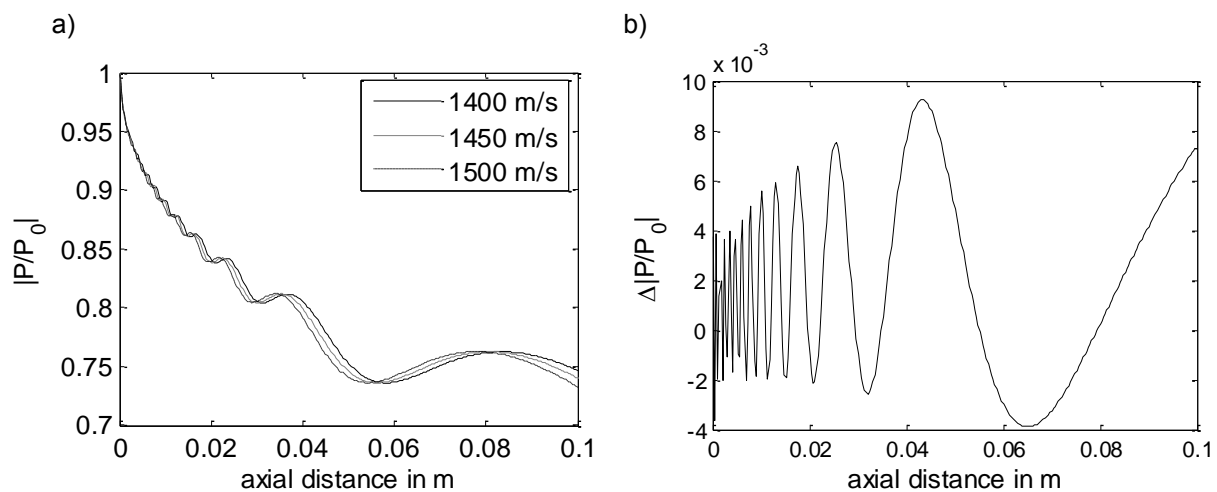 a)
1
0.95
0.9
0.85
0.8
0.75
0.7
|P/P0|
0 0.02 0.04 0.06 0.08 0.1
axial distance in m
1400 m/s
1450 m/s
1500 m/s
b)
x 10-3
10
8
6
4
2
0
-2
-4
Δ|P/P0|
0 0.02 0.04 0.06 0.08 0.1
axial distance in m